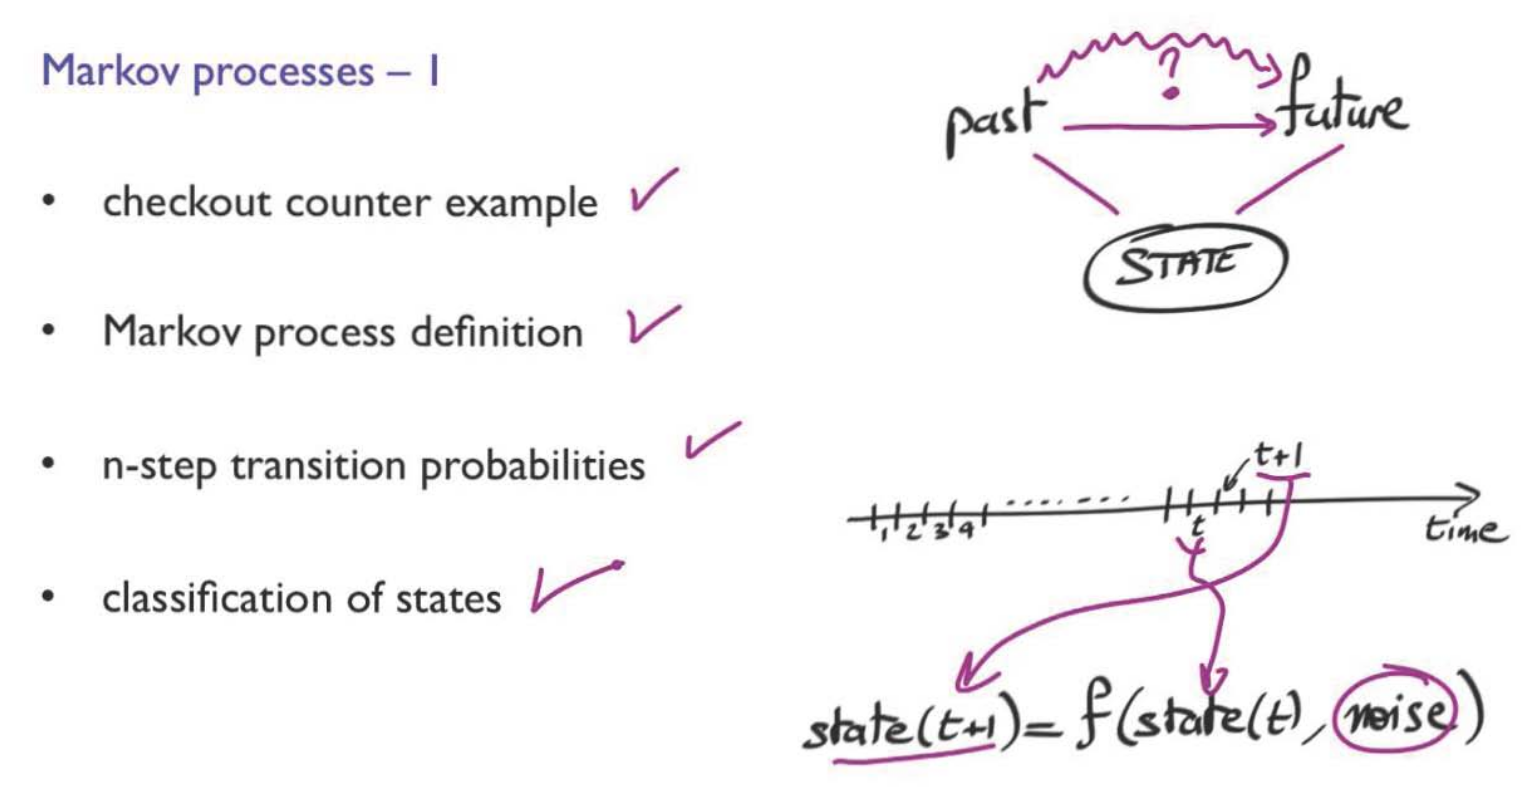 Markov processes – 1
• checkout counter example
• Markov process definition
• n-step transition probabilities
• classification of states
?
past future
STATE
t+1
1 2 3 4 ......... t
time
state(t+1) = f(state(t), noise)